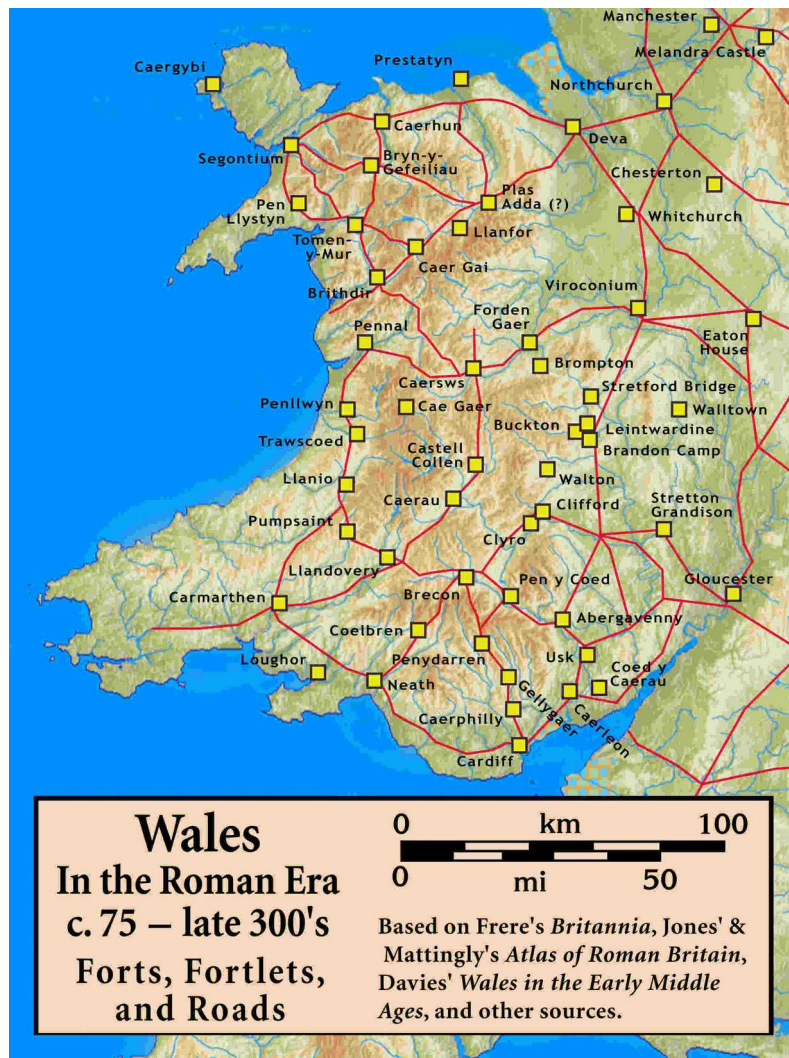 Manchester
Melandra Castle
Prestatyn
Caergybi
Northchurch
Caerhun
Deva
Segontium
Bryn-y-
Gefeiliau
Chesterton
Plas
Adda (?)
Pen
Llystyn
Whitchurch
Llanfor
Tomen-
y-Mur
Caer Gai
Brithdir
Viroconium
Forden
Gaer
Pennal
Eaton
House
Brompton
Caersws
Stretford Bridge
Penllwyn
Cae Gaer
Walltown
Buckton
Leintwardine
Trawscoed
Brandon Camp
Castell
Collen
Walton
Llanio
Caerau
Clifford
Stretton
Grandison
Pumpsaint
Clyro
Llandovery
Brecon
Pen y Coed
Gloucester
Carmarthen
Abergavenny
Coelbren
Loughor
Penydarren
Usk
Coed y
Caerau
Neath
Gellygaer
Caerphilly
Caerleon
Cardiff
Wales
In the Roman Era
c. 75 – late 300's
Forts, Fortlets,
and Roads
0 km 100
0 mi 50
Based on Frere's Britannia, Jones' &
Mattingly's Atlas of Roman Britain,
Davies' Wales in the Early Middle
Ages, and other sources.